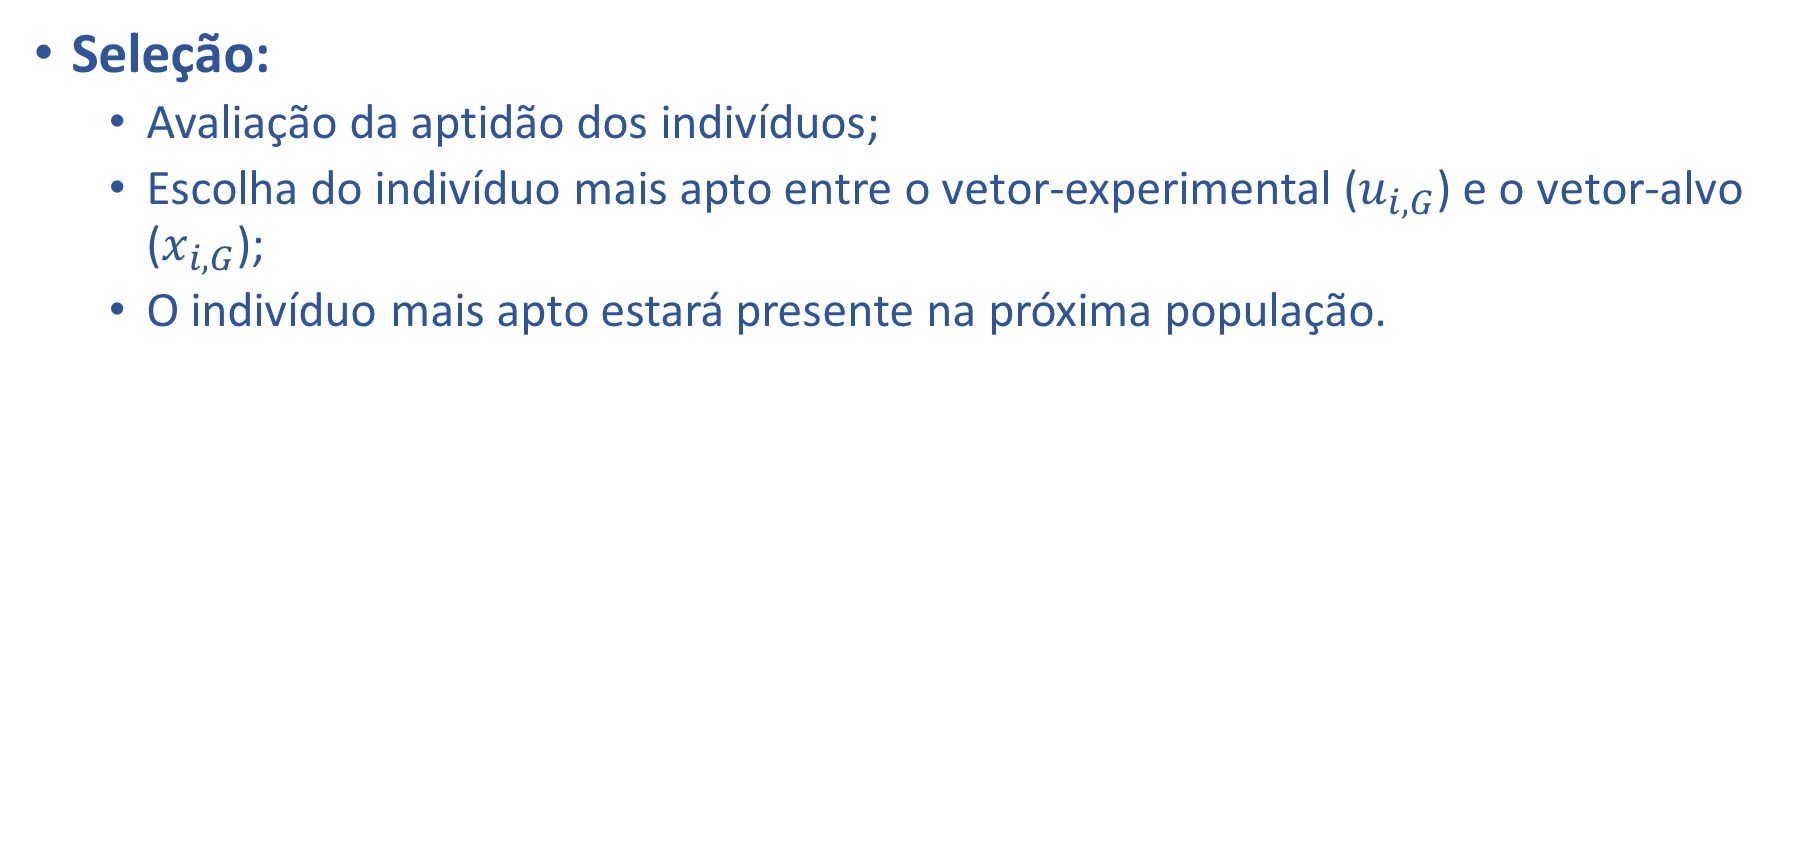 • Seleção:
• Avaliação da aptidão dos indivíduos;
• Escolha do indivíduo mais apto entre o vetor-experimental ($u_{i,G}$) e o vetor-alvo
($x_{i,G}$);
• O indivíduo mais apto estará presente na próxima população.